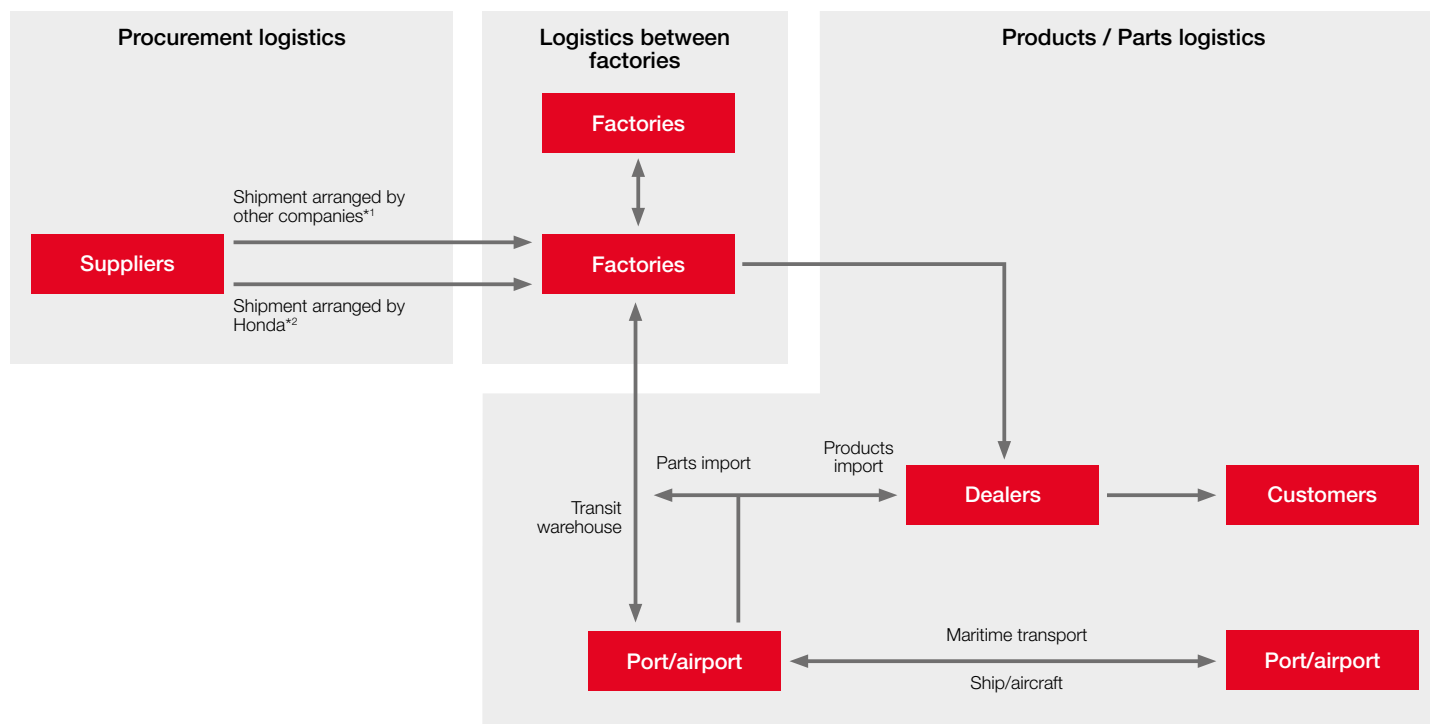 Procurement logistics
Logistics between
factories
Products / Parts logistics
Factories
Shipment arranged by
other companies*1
Suppliers
Factories
Shipment arranged by
Honda*2
Parts import
Products
import
Dealers
Customers
Transit
warehouse
Port/airport
Maritime transport
Ship/aircraft
Port/airport